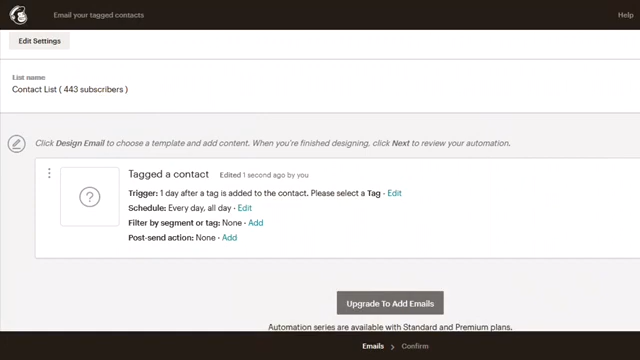 Email your tagged contacts
Help
Edit Settings
List name
Contact List ( 443 subscribers )
Click Design Email to choose a template and add content. When you're finished designing, click Next to review your automation.
Tagged a contact Edited 1 second ago by you
Trigger: 1 day after a tag is added to the contact. Please select a Tag · Edit
Schedule: Every day, all day · Edit
Filter by segment or tag: None · Add
Post-send action: None · Add
Upgrade To Add Emails
Automation series are available with Standard and Premium plans.
Emails > Confirm